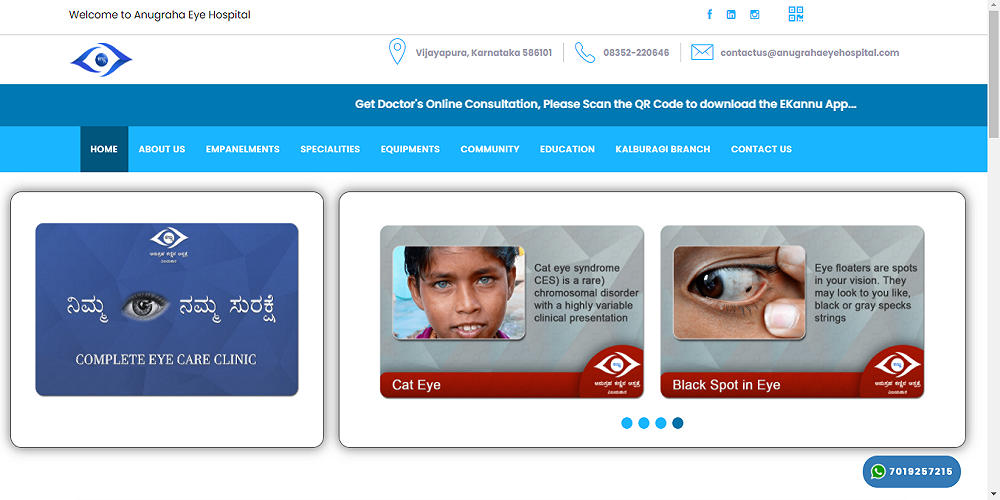 Welcome to Anugraha Eye Hospital
Vijayapura, Karnataka 586101
08352-220646
contactus@anugrahaeyehospital.com
Get Doctor's Online Consultation, Please Scan the QR Code to download the EKannu App...
HOME ABOUT US EMPANELMENTS SPECIALITIES EQUIPMENTS COMMUNITY EDUCATION KALBURAGI BRANCH CONTACT US
ಅನುಗ್ರಹ ಕಣ್ಣಿನ ಆಸ್ಪತ್ರೆ
ವಿಜಯಪುರ
ನಿಮ್ಮ ನಮ್ಮ ಸುರಕ್ಷೆ
COMPLETE EYE CARE CLINIC
Cat eye syndrome
CES) is a rare)
chromosomal disorder
with a highly variable
clinical presentation
Cat Eye
ಅನುಗ್ರಹ ಕಣ್ಣಿನ ಆಸ್ಪತ್ರೆ
ವಿಜಯಪುರ
Eye floaters are spots
in your vision. They
may look to you like,
black or gray specks
strings
Black Spot in Eye
ಅನುಗ್ರಹ ಕಣ್ಣಿನ ಆಸ್ಪತ್ರೆ
ವಿಜಯಪುರ
7019257215